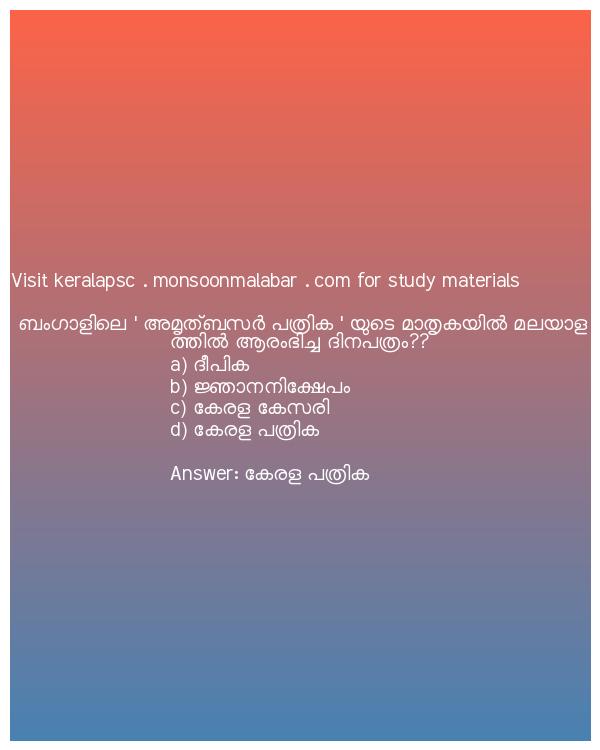 Visit keralapsc . monsoonmalabar . com for study materials
ബംഗാളിലെ ' അമൃത്ബസർ പത്രിക ' യുടെ മാതൃകയിൽ മലയാള
ത്തിൽ ആരംഭിച്ച ദിനപത്രം??
a) ദീപിക
b) ജ്ഞാനനിക്ഷേപം
c) കേരള കേസരി
d) കേരള പത്രിക
Answer: കേരള പത്രിക